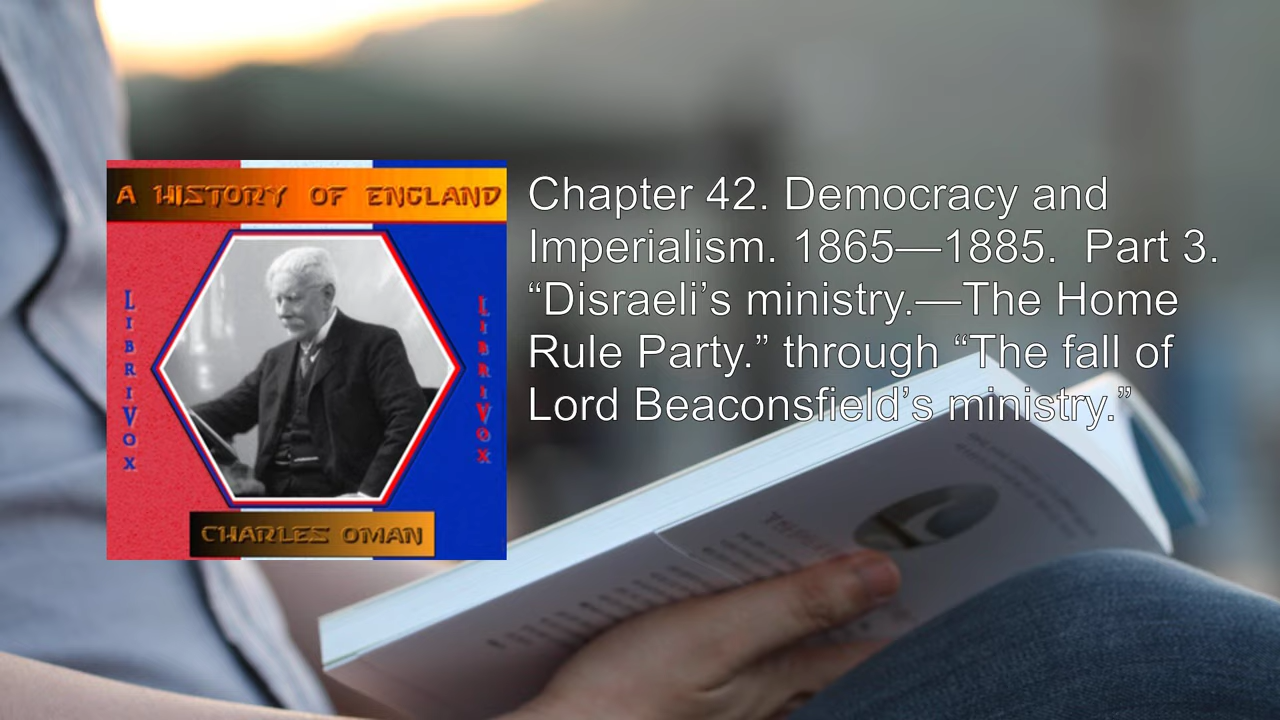 A HISTORY OF ENGLAND
LIBRIVOX
LIBRIVOX
CHARLES OMAN
Chapter 42. Democracy and
Imperialism. 1865—1885.  Part 3.
“Disraeli’s ministry.—The Home
Rule Party.” through “The fall of
Lord Beaconsfield’s ministry.”